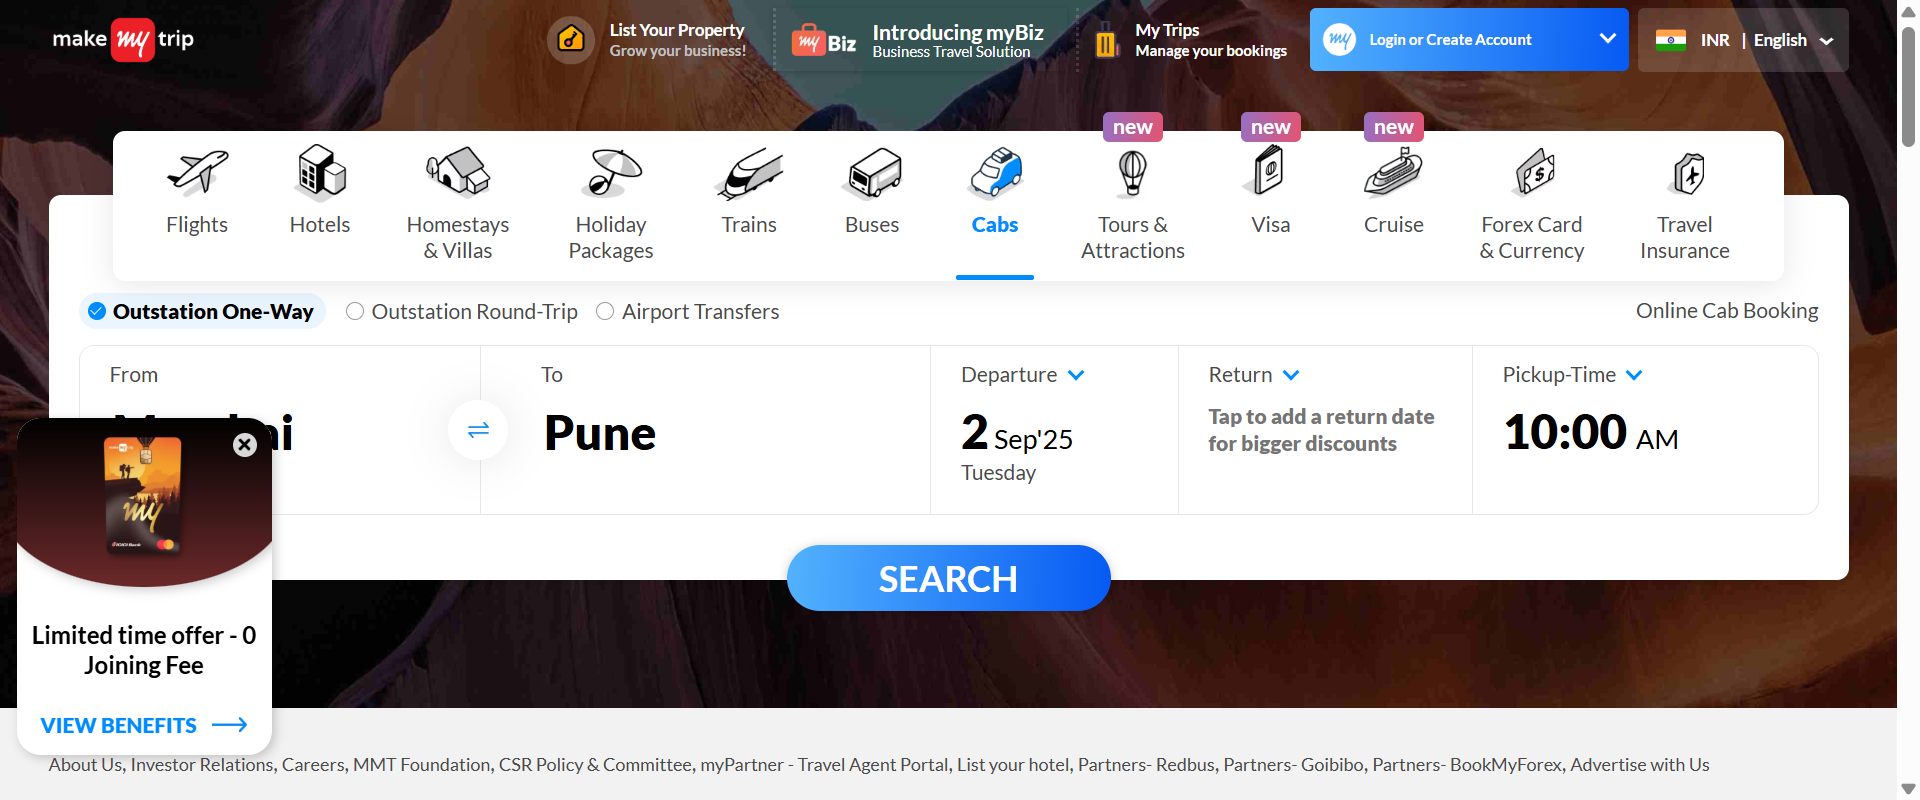 make my trip
List Your Property
Grow your business!
my Biz
Introducing myBiz
Business Travel Solution
My Trips
Manage your bookings
my
Login or Create Account
INR | English
new
new
new
Flights
Hotels
Homestays
& Villas
Holiday
Packages
Trains
Buses
Cabs
Tours &
Attractions
Visa
Cruise
Forex Card
& Currency
Travel
Insurance
Outstation One-Way
Outstation Round-Trip
Airport Transfers
Online Cab Booking
From
To
Pune
Departure
2 Sep'25
Tuesday
Return
Tap to add a return date
for bigger discounts
Pickup-Time
10:00 AM
SEARCH
my
ICICI Bank
Limited time offer - 0
Joining Fee
VIEW BENEFITS
About Us, Investor Relations, Careers, MMT Foundation, CSR Policy & Committee, myPartner - Travel Agent Portal, List your hotel, Partners- Redbus, Partners- Goibibo, Partners- BookMyForex, Advertise with Us